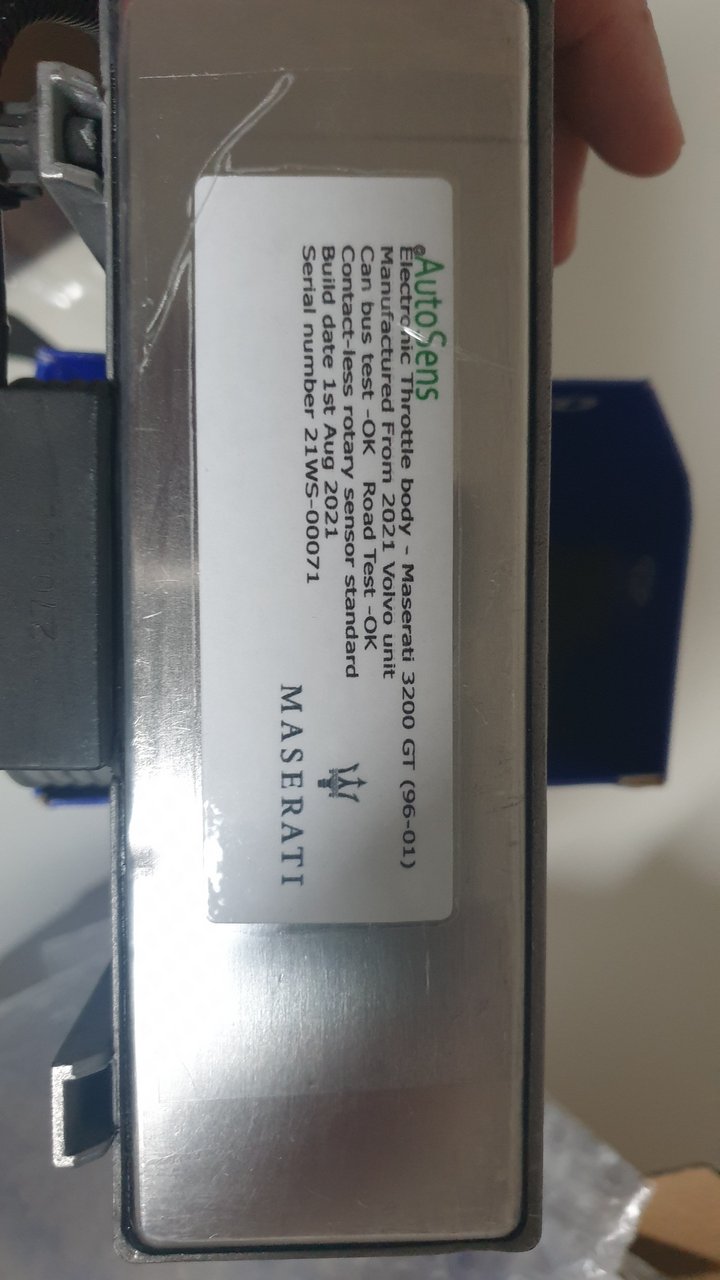 ©AutoSens
Electronic Throttle body - Maserati 3200 GT (96-01)
Manufactured From 2021 Volvo unit
Can bus test -OK Road Test -OK
Contact-less rotary sensor standard
Build date 1st Aug 2021
Serial number 21WS-00071
MASERATI